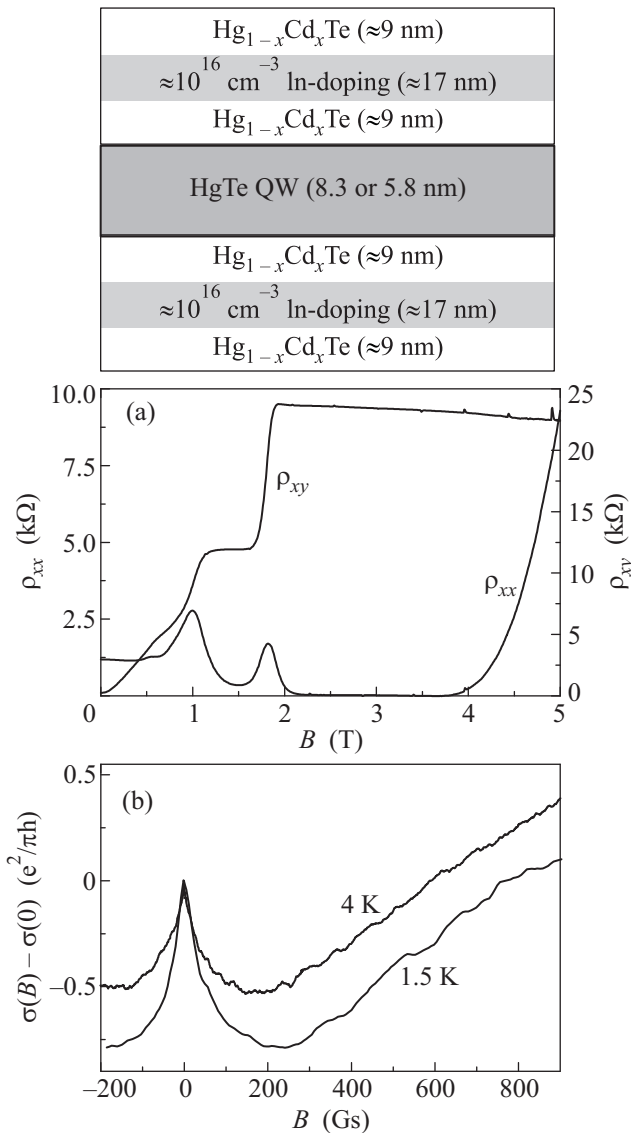 Hg1 – xCdxTe (≈9 nm)
≈10^16 cm^–3 ln-doping (≈17 nm)
Hg1 – xCdxTe (≈9 nm)
HgTe QW (8.3 or 5.8 nm)
Hg1 – xCdxTe (≈9 nm)
≈10^16 cm^–3 ln-doping (≈17 nm)
Hg1 – xCdxTe (≈9 nm)
(a)
10.0
7.5
5.0
2.5
0
ρxx (kΩ)
ρxy
ρxx
25
20
15
10
5
0
ρxv (kΩ)
1
2
3
4
5
B (T)
(b)
0.5
0
–0.5
σ(B) – σ(0) (e^2/πh)
4 K
1.5 K
–200
0
200
400
600
800
B (Gs)